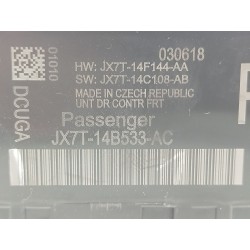 030618
HW: JX7T-14F144-AA
SW: JX7T-14C108-AB
MADE IN CZECH REPUBLIC
UNT DR CONTR FRT
01010
DCUGA
Passenger
JX7T-14B533-AC